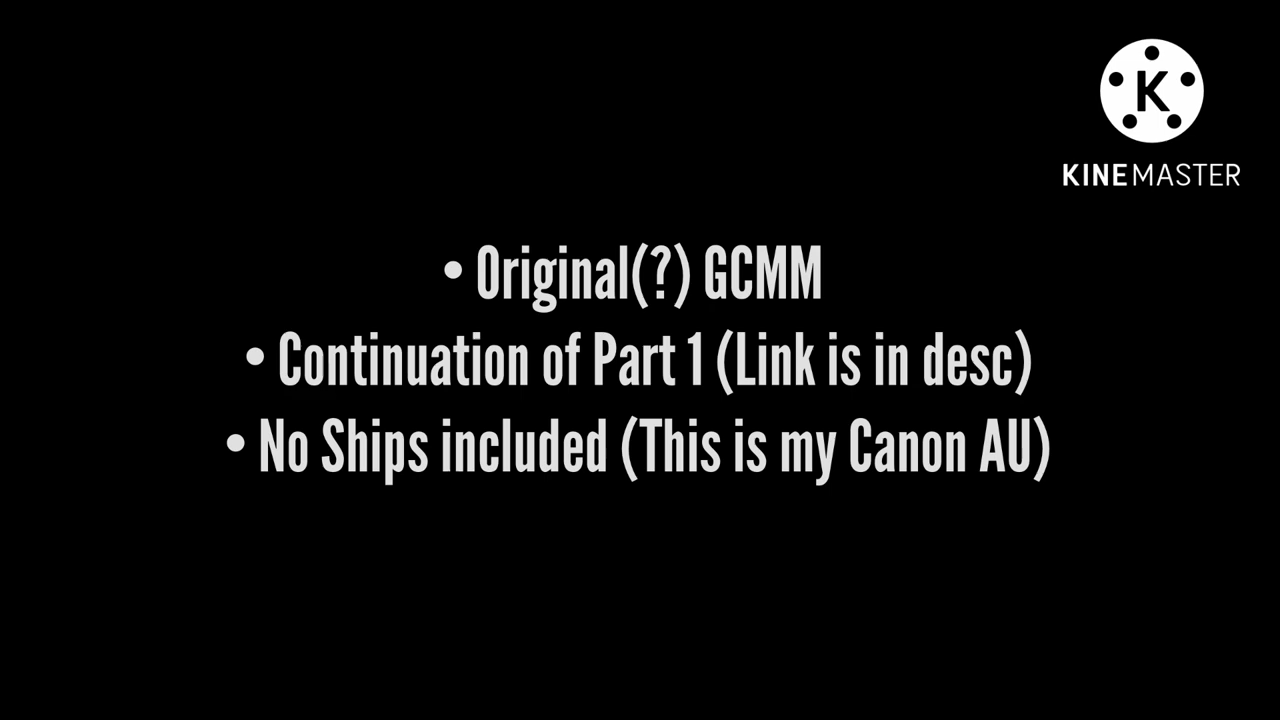 K
KINEMASTER
• Original(?) GCMM
• Continuation of Part 1 (Link is in desc)
• No Ships included (This is my Canon AU)